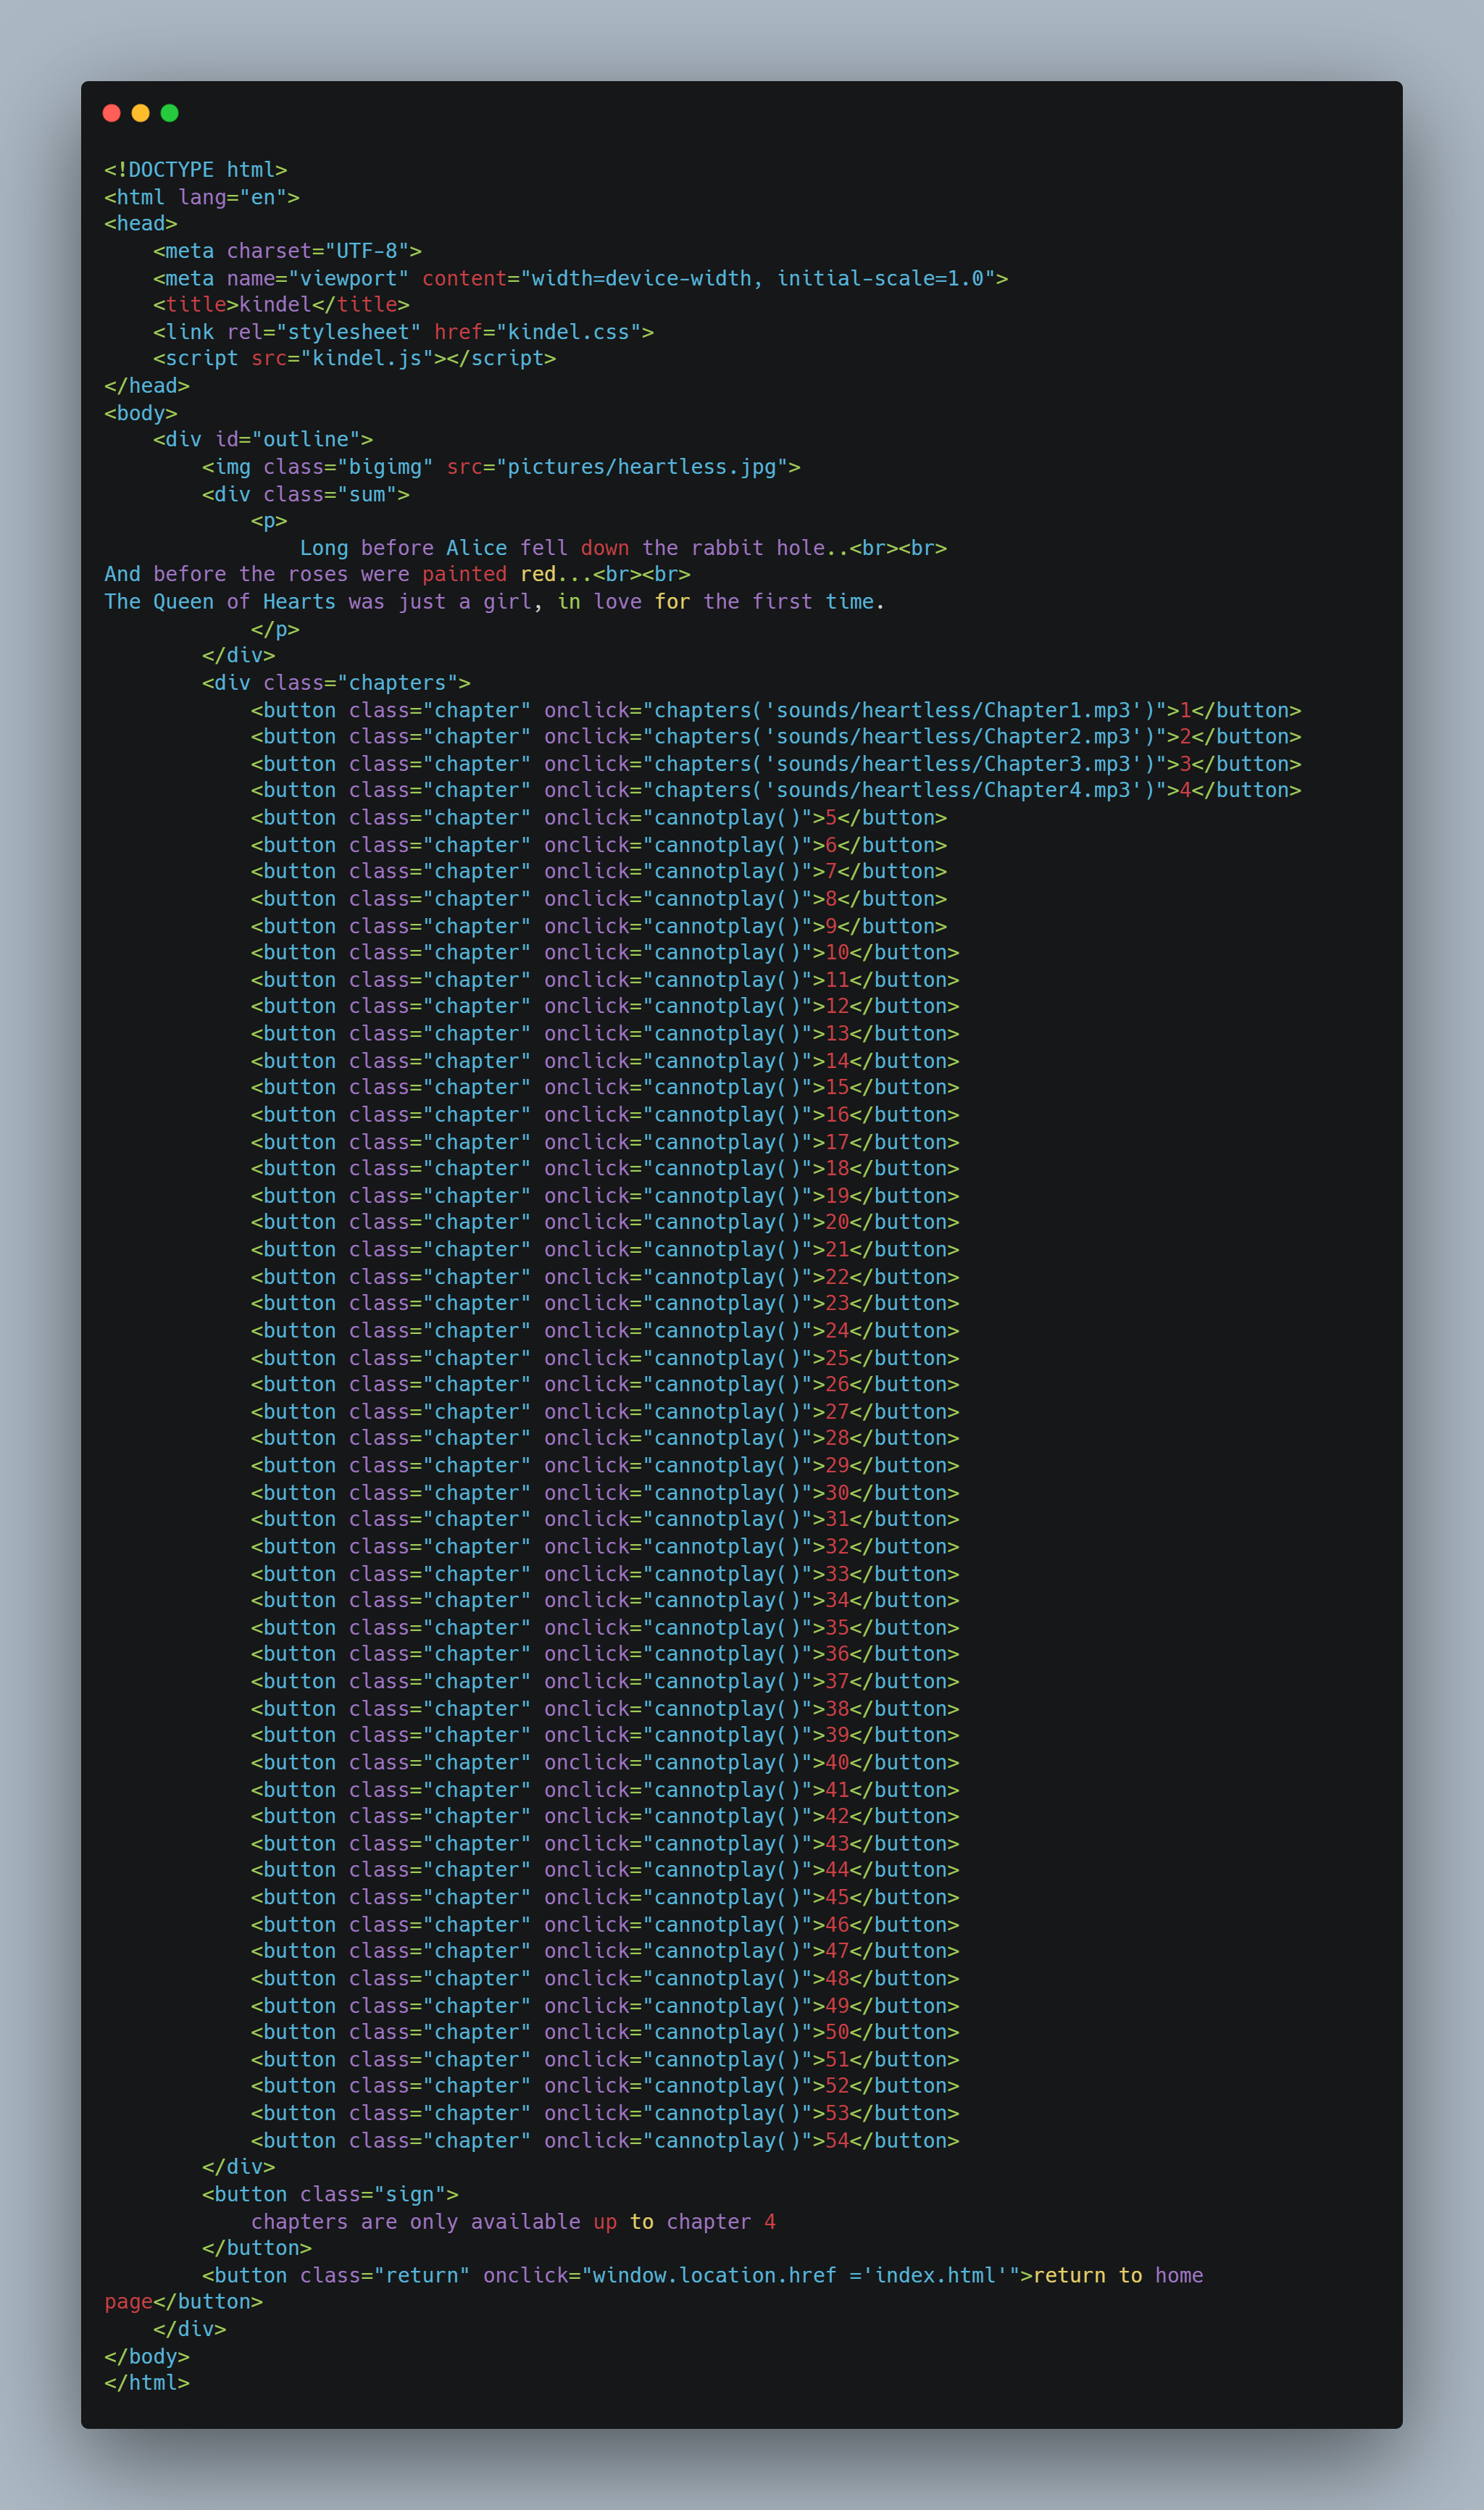 <!DOCTYPE html>
<html lang="en">
<head>
    <meta charset="UTF-8">
    <meta name="viewport" content="width=device-width, initial-scale=1.0">
    <title>kindel</title>
    <link rel="stylesheet" href="kindel.css">
    <script src="kindel.js"></script>
</head>
<body>
    <div id="outline">
        <img class="bigimg" src="pictures/heartless.jpg">
        <div class="sum">
            <p>
                Long before Alice fell down the rabbit hole..<br><br>
And before the roses were painted red...<br><br>
The Queen of Hearts was just a girl, in love for the first time.
            </p>
        </div>
        <div class="chapters">
            <button class="chapter" onclick="chapters('sounds/heartless/Chapter1.mp3')">1</button>
            <button class="chapter" onclick="chapters('sounds/heartless/Chapter2.mp3')">2</button>
            <button class="chapter" onclick="chapters('sounds/heartless/Chapter3.mp3')">3</button>
            <button class="chapter" onclick="chapters('sounds/heartless/Chapter4.mp3')">4</button>
            <button class="chapter" onclick="cannotplay()">5</button>
            <button class="chapter" onclick="cannotplay()">6</button>
            <button class="chapter" onclick="cannotplay()">7</button>
            <button class="chapter" onclick="cannotplay()">8</button>
            <button class="chapter" onclick="cannotplay()">9</button>
            <button class="chapter" onclick="cannotplay()">10</button>
            <button class="chapter" onclick="cannotplay()">11</button>
            <button class="chapter" onclick="cannotplay()">12</button>
            <button class="chapter" onclick="cannotplay()">13</button>
            <button class="chapter" onclick="cannotplay()">14</button>
            <button class="chapter" onclick="cannotplay()">15</button>
            <button class="chapter" onclick="cannotplay()">16</button>
            <button class="chapter" onclick="cannotplay()">17</button>
            <button class="chapter" onclick="cannotplay()">18</button>
            <button class="chapter" onclick="cannotplay()">19</button>
            <button class="chapter" onclick="cannotplay()">20</button>
            <button class="chapter" onclick="cannotplay()">21</button>
            <button class="chapter" onclick="cannotplay()">22</button>
            <button class="chapter" onclick="cannotplay()">23</button>
            <button class="chapter" onclick="cannotplay()">24</button>
            <button class="chapter" onclick="cannotplay()">25</button>
            <button class="chapter" onclick="cannotplay()">26</button>
            <button class="chapter" onclick="cannotplay()">27</button>
            <button class="chapter" onclick="cannotplay()">28</button>
            <button class="chapter" onclick="cannotplay()">29</button>
            <button class="chapter" onclick="cannotplay()">30</button>
            <button class="chapter" onclick="cannotplay()">31</button>
            <button class="chapter" onclick="cannotplay()">32</button>
            <button class="chapter" onclick="cannotplay()">33</button>
            <button class="chapter" onclick="cannotplay()">34</button>
            <button class="chapter" onclick="cannotplay()">35</button>
            <button class="chapter" onclick="cannotplay()">36</button>
            <button class="chapter" onclick="cannotplay()">37</button>
            <button class="chapter" onclick="cannotplay()">38</button>
            <button class="chapter" onclick="cannotplay()">39</button>
            <button class="chapter" onclick="cannotplay()">40</button>
            <button class="chapter" onclick="cannotplay()">41</button>
            <button class="chapter" onclick="cannotplay()">42</button>
            <button class="chapter" onclick="cannotplay()">43</button>
            <button class="chapter" onclick="cannotplay()">44</button>
            <button class="chapter" onclick="cannotplay()">45</button>
            <button class="chapter" onclick="cannotplay()">46</button>
            <button class="chapter" onclick="cannotplay()">47</button>
            <button class="chapter" onclick="cannotplay()">48</button>
            <button class="chapter" onclick="cannotplay()">49</button>
            <button class="chapter" onclick="cannotplay()">50</button>
            <button class="chapter" onclick="cannotplay()">51</button>
            <button class="chapter" onclick="cannotplay()">52</button>
            <button class="chapter" onclick="cannotplay()">53</button>
            <button class="chapter" onclick="cannotplay()">54</button>
        </div>
        <button class="sign">
            chapters are only available up to chapter 4
        </button>
        <button class="return" onclick="window.location.href ='index.html'">return to home
page</button>
    </div>
</body>
</html>